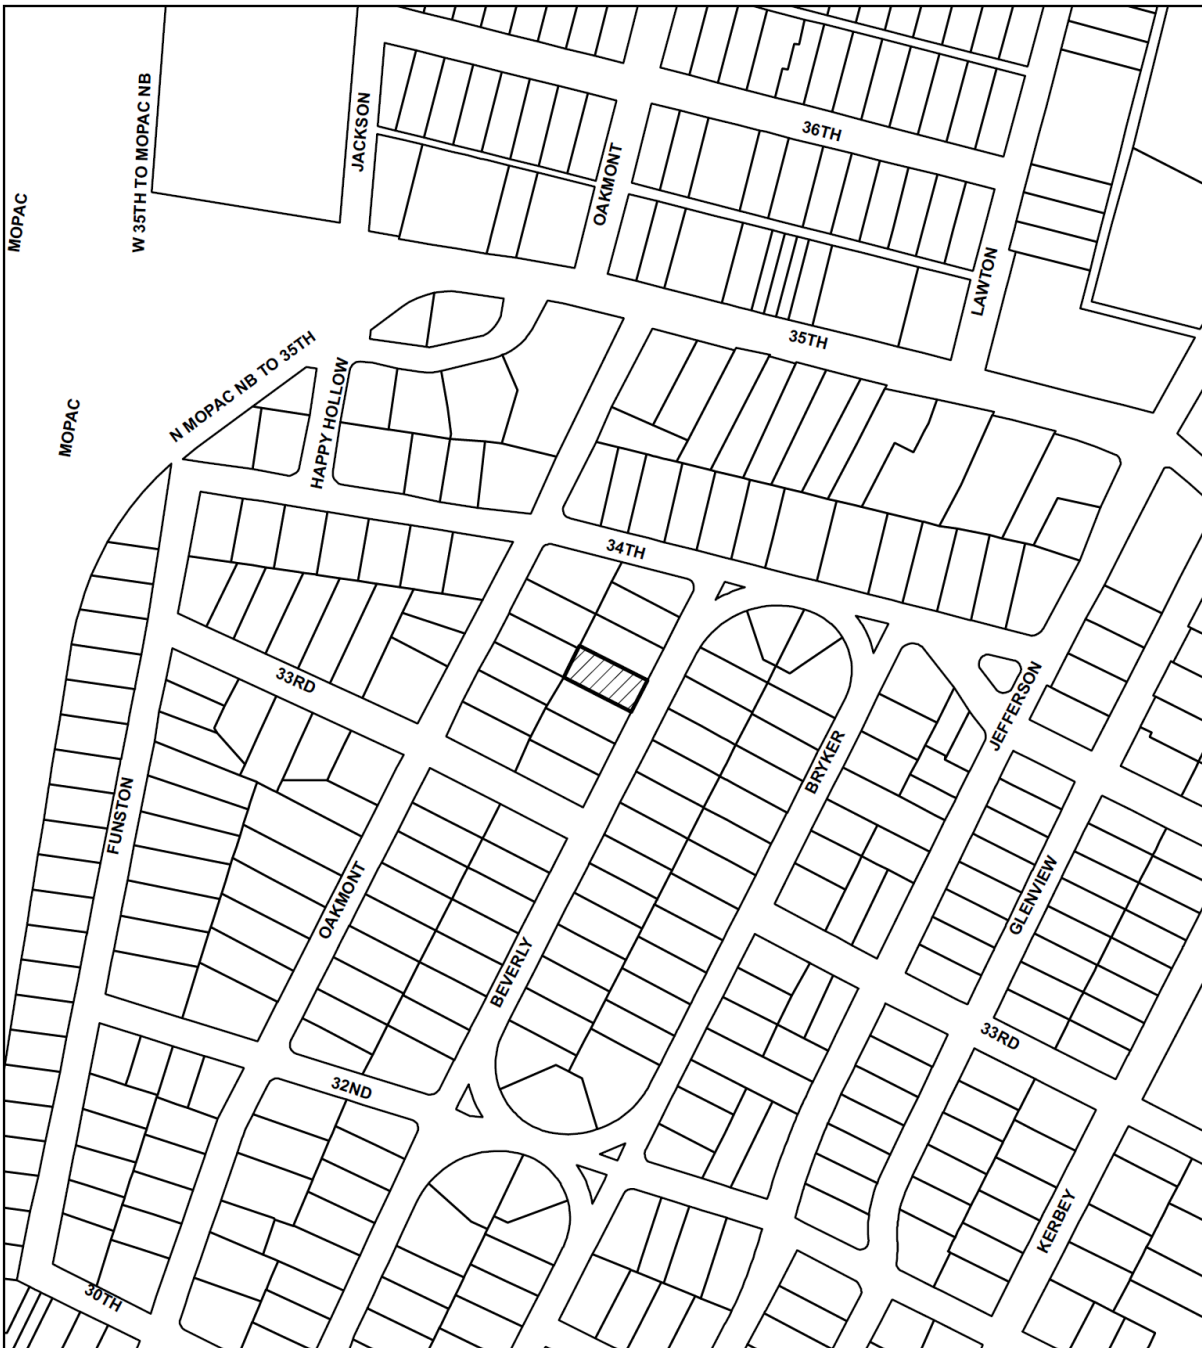 W 35TH TO MOPAC NB
JACKSON
36TH
OAKMONT
MOPAC
LAWTON
35TH
N MOPAC NB TO 35TH
HAPPY HOLLOW
MOPAC
34TH
33RD
JEFFERSON
BRYKER
FUNSTON
OAKMONT
GLENVIEW
BEVERLY
33RD
32ND
KERBEY
30TH